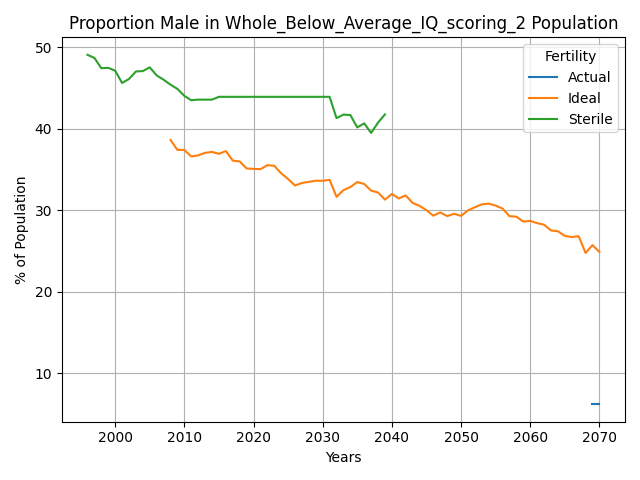 Proportion Male in Whole_Below_Average_IQ_scoring_2 Population
% of Population
50
40
30
20
10
Fertility
Actual
Ideal
Sterile
2000 2010 2020 2030 2040 2050 2060 2070
Years